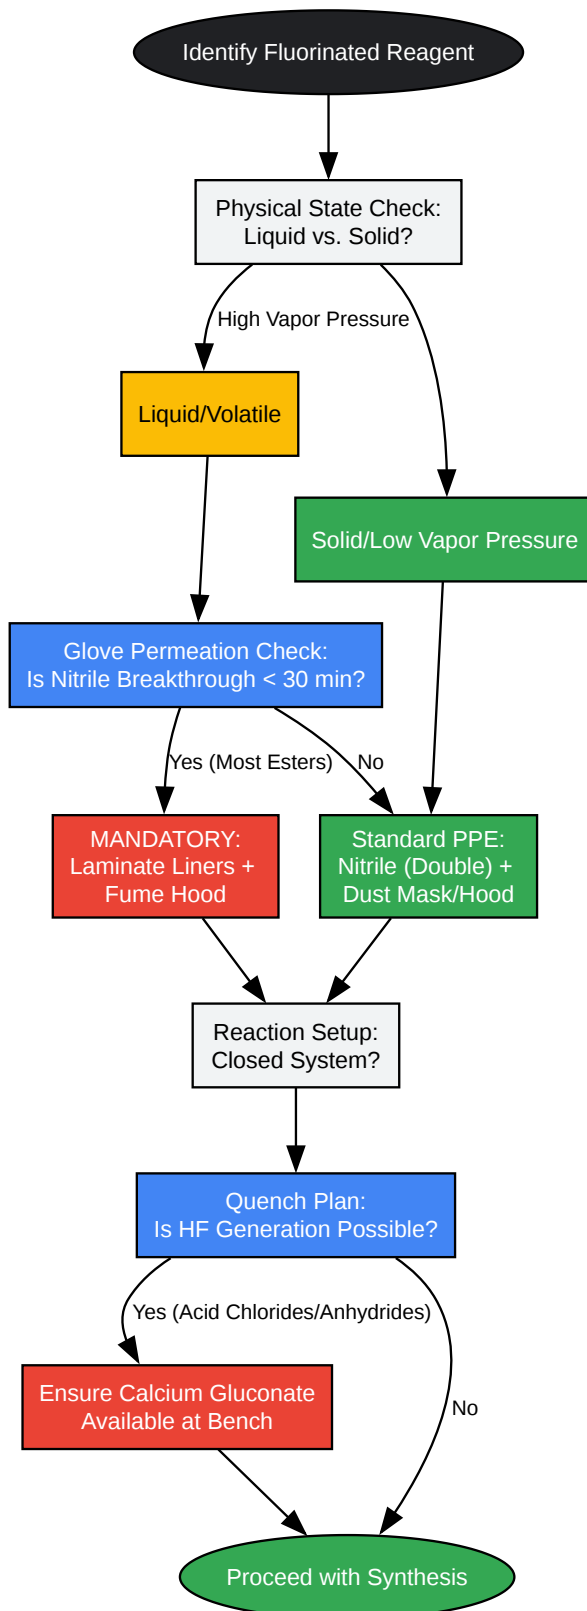 Identify Fluorinated Reagent
Physical State Check:
Liquid vs. Solid?
High Vapor Pressure
Liquid/Volatile
Solid/Low Vapor Pressure
Glove Permeation Check:
Is Nitrile Breakthrough < 30 min?
Yes (Most Esters)
No
MANDATORY:
Laminate Liners +
Fume Hood
Standard PPE:
Nitrile (Double) +
Dust Mask/Hood
Reaction Setup:
Closed System?
Quench Plan:
Is HF Generation Possible?
Yes (Acid Chlorides/Anhydrides)
Ensure Calcium Gluconate
Available at Bench
No
Proceed with Synthesis